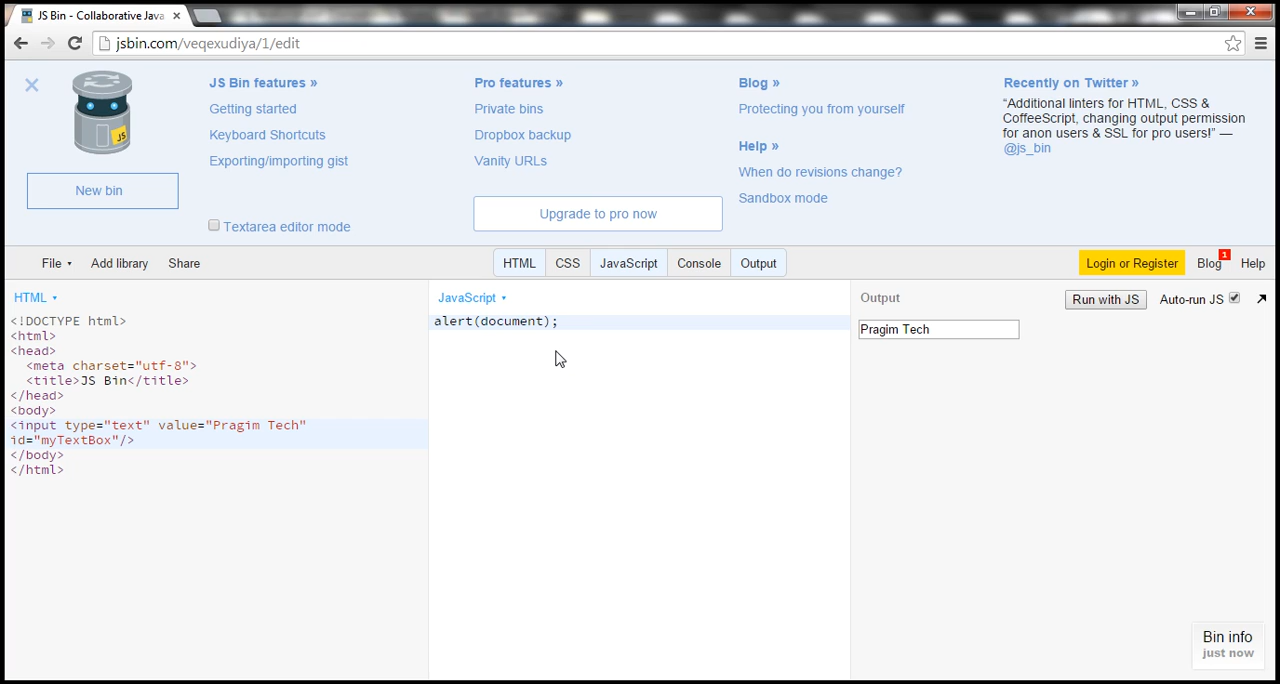 JS Bin - Collaborative Java
jsbin.com/veqexudiya/1/edit
JS
New bin
JS Bin features »
Getting started
Keyboard Shortcuts
Exporting/importing gist
Textarea editor mode
Pro features »
Private bins
Dropbox backup
Vanity URLs
Upgrade to pro now
Blog »
Protecting you from yourself
Help »
When do revisions change?
Sandbox mode
Recently on Twitter »
“Additional linters for HTML, CSS &
CoffeeScript, changing output permission
for anon users & SSL for pro users!” —
@js_bin
File Add library Share HTML CSS JavaScript Console Output Login or Register Blog 1 Help
HTML
<!DOCTYPE html>
<html>
<head>
<meta charset="utf-8">
<title>JS Bin</title>
</head>
<body>
<input type="text" value="Pragim Tech"
id="myTextBox"/>
</body>
</html>
JavaScript
alert(document);
Output Run with JS Auto-run JS
Pragim Tech
Bin info
just now